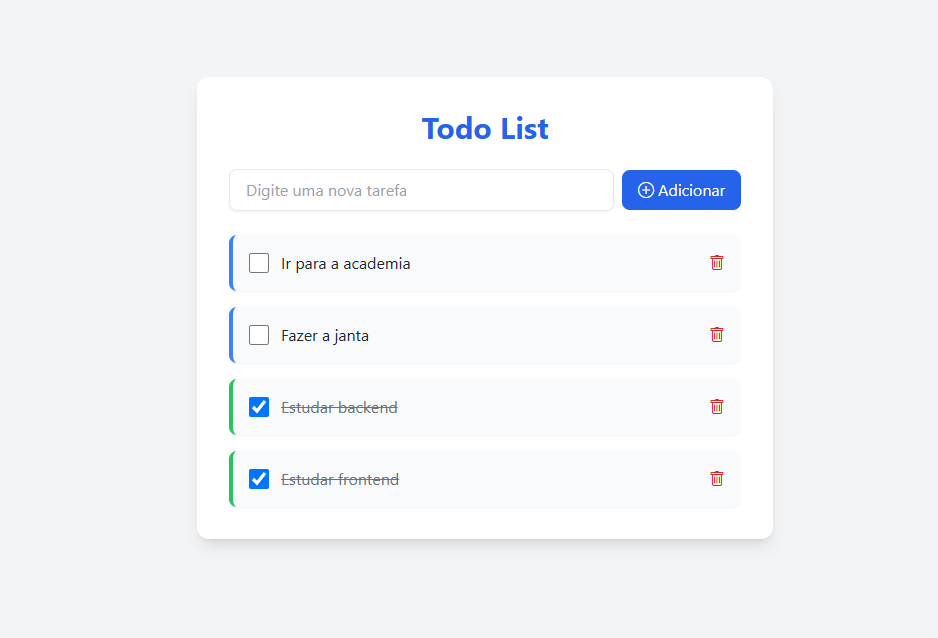 Todo List
Digite uma nova tarefa
Adicionar
Ir para a academia
Fazer a janta
Estudar backend
Estudar frontend